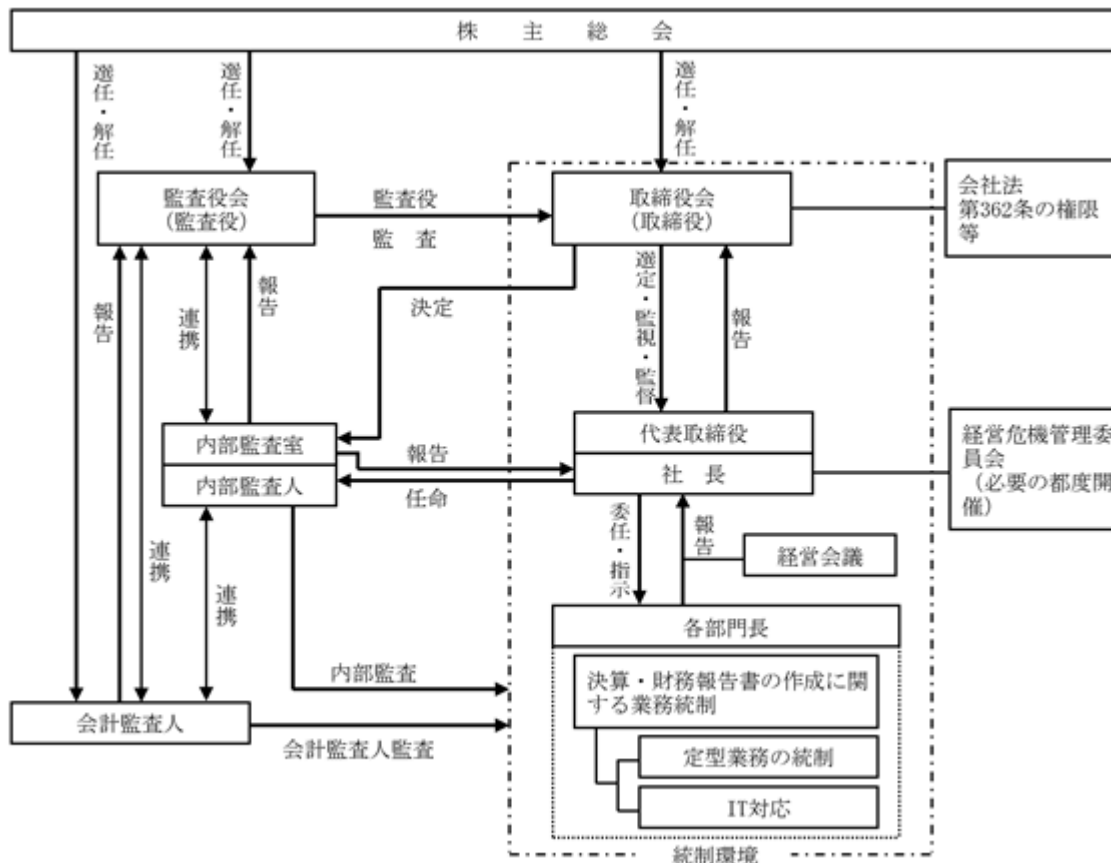 株主総会
選任・解任
選任・解任
選任・解任
監査役会
(監査役)
監査役
監査
取締役会
(取締役)
会社法
第362条の権限
等
報告
連携
報告
決定
選定・監視・監督
報告
内部監査室
内部監査人
報告
任命
代表取締役
社長
経営危機管理委
員会
(必要の都度開
催)
連携
連携
委任・指示
報告
経営会議
各部門長
内部監査
決算・財務報告書の作成に関
する業務統制
会計監査人
会計監査人監査
定型業務の統制
IT対応
統制環境